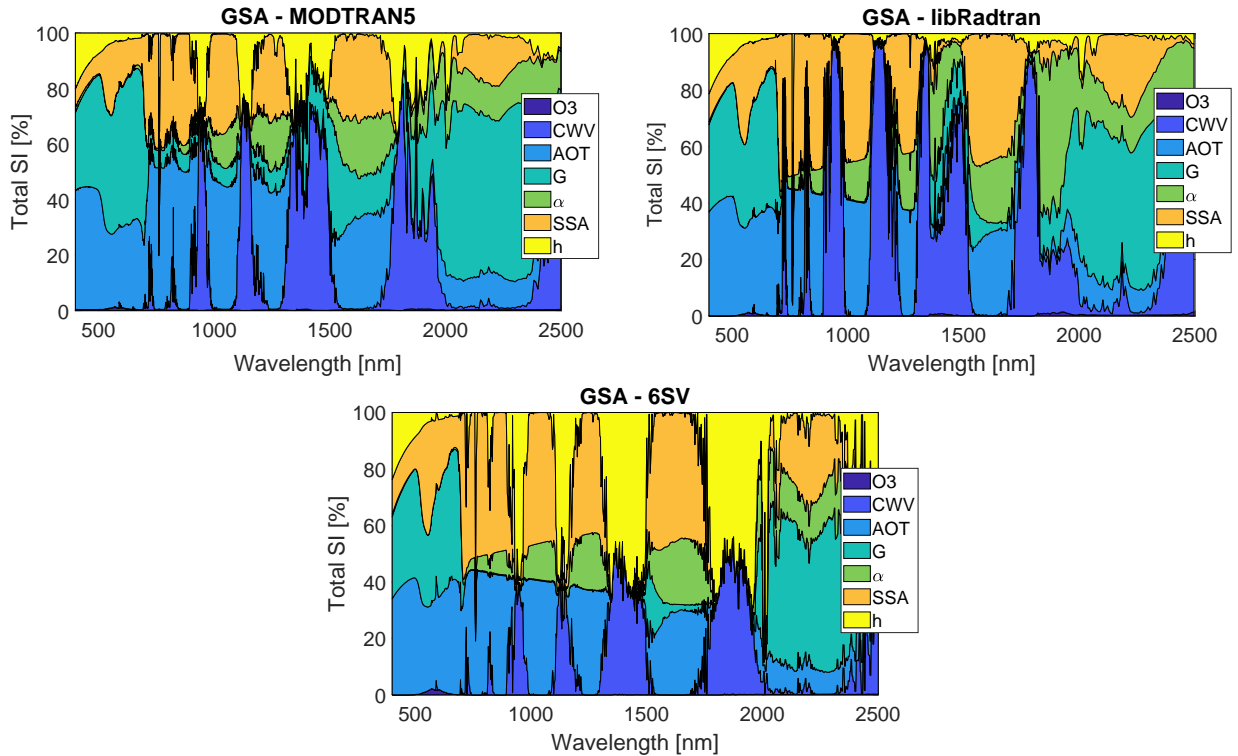 GSA - MODTRAN5
100
80
60
40
20
0
Total SI [%]
500
1000
1500
2000
2500
Wavelength [nm]
O3
CWV
AOT
G
α
SSA
h
GSA - libRadtran
100
80
60
40
20
0
Total SI [%]
500
1000
1500
2000
2500
Wavelength [nm]
O3
CWV
AOT
G
α
SSA
h
GSA - 6SV
100
80
60
40
20
0
Total SI [%]
500
1000
1500
2000
2500
Wavelength [nm]
O3
CWV
AOT
G
α
SSA
h